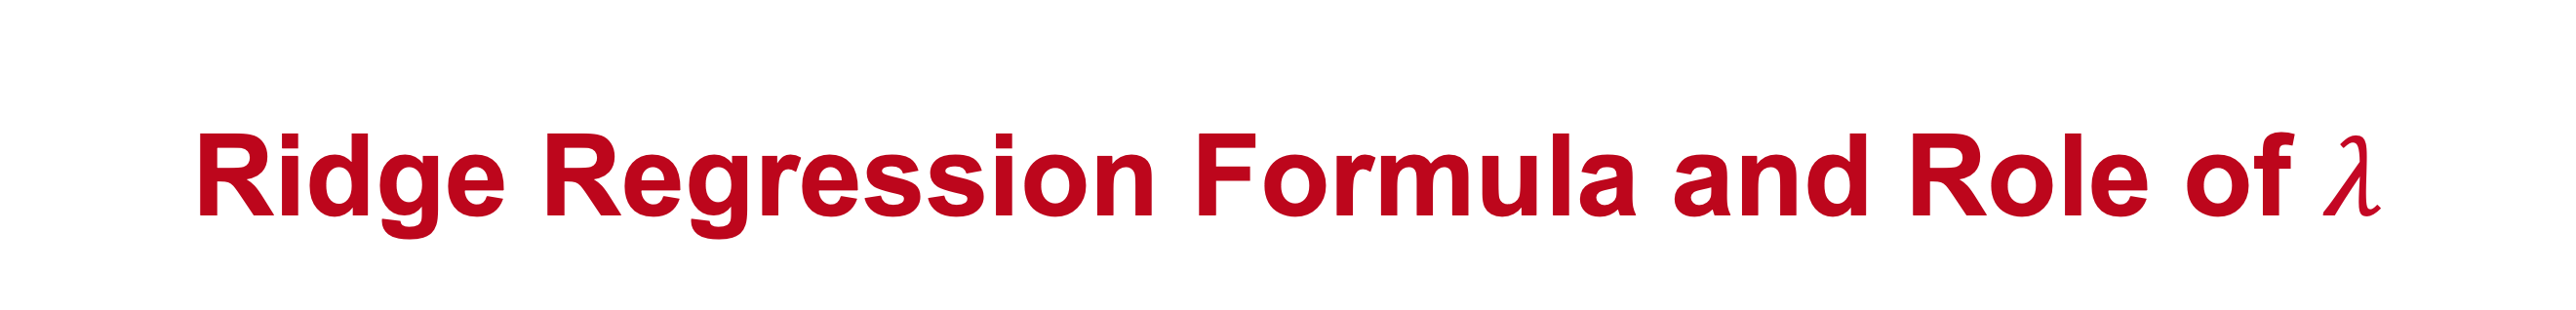 Ridge Regression Formula and Role of λ